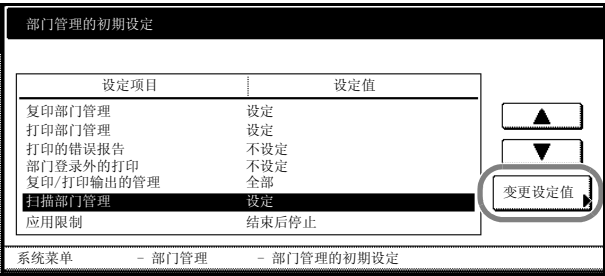 部门管理的初期设定
设定项目 设定值
复印部门管理 设定
打印部门管理 设定
打印的错误报告 不设定
部门登录外的打印 不设定
复印/打印输出的管理 全部
扫描部门管理 设定
应用限制 结束后停止
变更设定值
系统菜单 - 部门管理 - 部门管理的初期设定